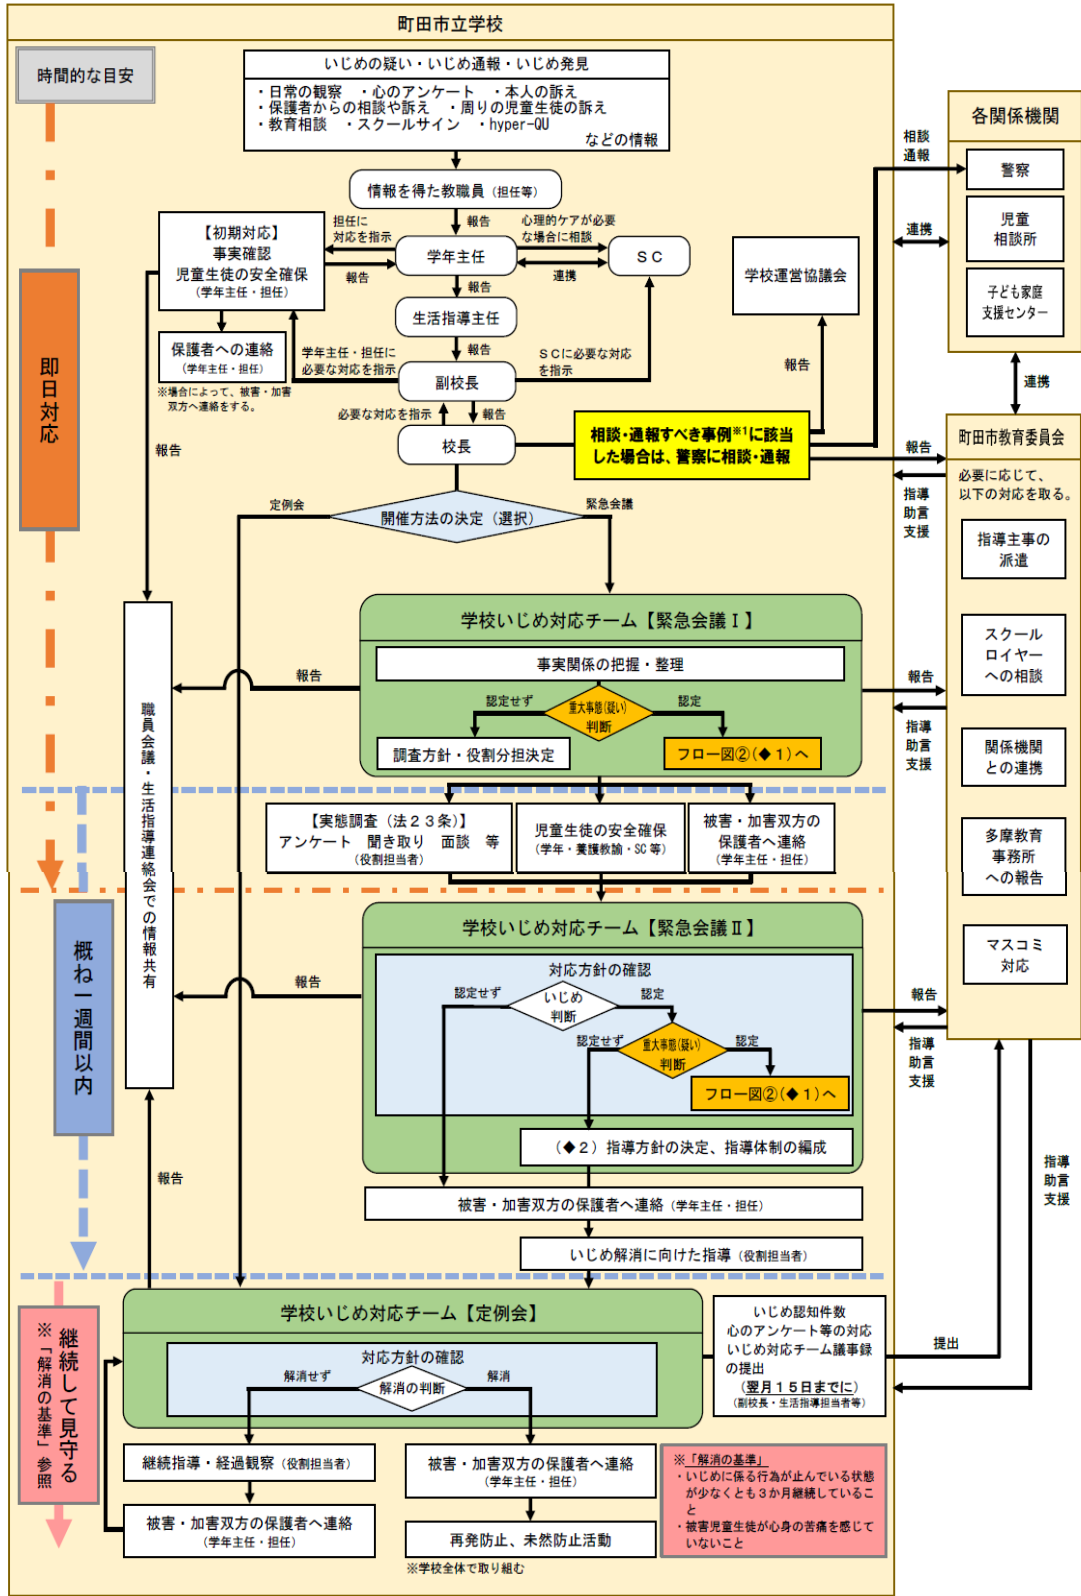 町田市立学校
時間的な目安
いじめの疑い・いじめ通報・いじめ発見
・日常の観察 ・心のアンケート ・本人の訴え
・保護者からの相談や訴え ・周りの児童生徒の訴え
・教育相談 ・スクールサイン ・hyper-QU
などの情報
情報を得た教職員（担任等）
報告
担任に
対応を指示
心理的ケアが必要
な場合に相談
【初期対応】
事実確認
児童生徒の安全確保
（学年主任・担任）
報告
学年主任
連携
ＳＣ
報告
生活指導主任
報告
保護者への連絡
（学年主任・担任）
※場合によって、被害・加害
双方へ連絡をする。
学年主任・担任に
必要な対応を指示
副校長
ＳＣに必要な対応
を指示
必要な対応を指示
報告
校長
学校運営協議会
報告
相談・通報すべき事例※1に該当
した場合は、警察に相談・通報
相談
通報
連携
各関係機関
警察
児童
相談所
子ども家庭
支援センター
連携
報告
指導
助言
支援
町田市教育委員会
必要に応じて、
以下の対応を取る。
指導主事の
派遣
スクール
ロイヤー
への相談
関係機関
との連携
多摩教育
事務所
への報告
マスコミ
対応
即日対応
報告
定例会
開催方法の決定（選択）
緊急会議
学校いじめ対応チーム【緊急会議Ⅰ】
事実関係の把握・整理
認定せず
重大事態(疑い)
判断
認定
調査方針・役割分担決定
フロー図②(◆１)へ
報告
報告
指導
助言
支援
職員会議・生活指導連絡会での情報共有
【実態調査（法２３条）】
アンケート 聞き取り 面談 等
（役割担当者）
児童生徒の安全確保
（学年・養護教諭・SC 等）
被害・加害双方の
保護者へ連絡
（学年主任・担任）
概ね一週間以内
学校いじめ対応チーム【緊急会議Ⅱ】
対応方針の確認
認定せず
いじめ
判断
認定
認定せず
重大事態(疑い)
判断
認定
フロー図②(◆１)へ
（◆２）指導方針の決定、指導体制の編成
報告
報告
指導
助言
支援
報告
指導
助言
支援
被害・加害双方の保護者へ連絡（学年主任・担任）
いじめ解消に向けた指導（役割担当者）
継続して見守る
※「解消の基準」参照
学校いじめ対応チーム【定例会】
対応方針の確認
解消せず
解消の判断
解消
いじめ認知件数
心のアンケート等の対応
いじめ対応チーム議事録
の提出
（翌月１５日までに）
（副校長・生活指導担当者等）
提出
継続指導・経過観察（役割担当者）
被害・加害双方の保護者へ連絡
（学年主任・担任）
被害・加害双方の保護者へ連絡
（学年主任・担任）
再発防止、未然防止活動
※学校全体で取り組む
※「解消の基準」
・いじめに係る行為が止んでいる状態
が少なくとも３か月継続しているこ
と
・被害児童生徒が心身の苦痛を感じて
いないこと